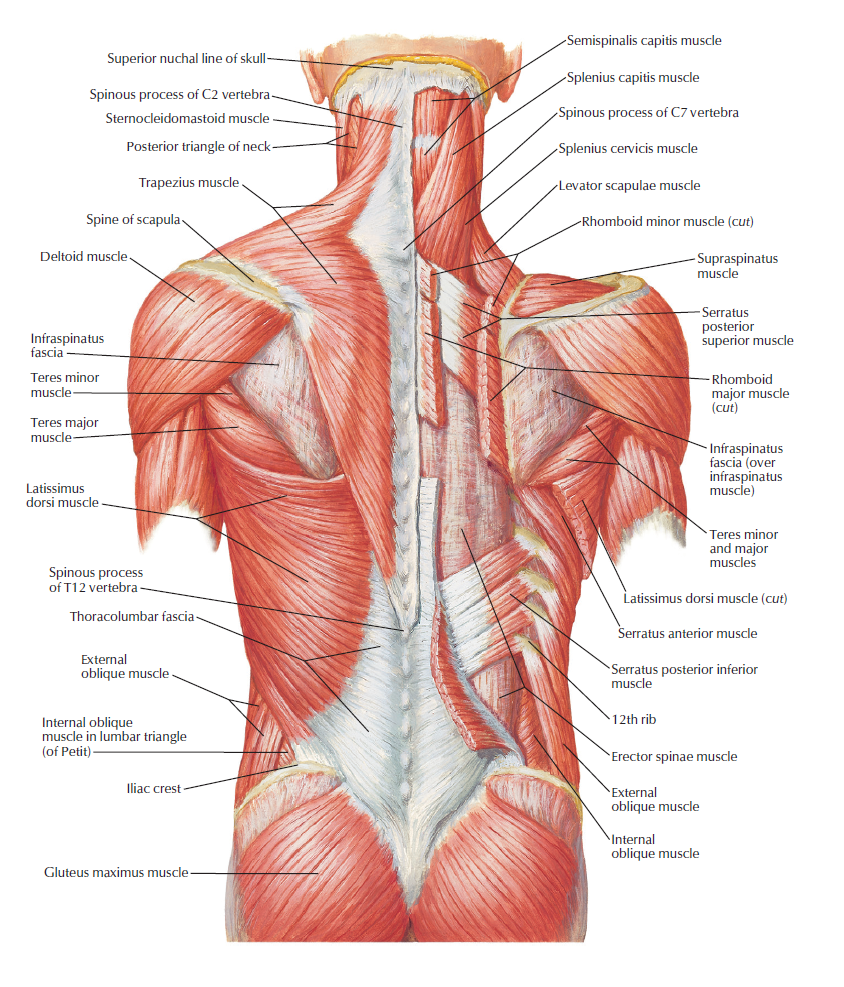 Superior nuchal line of skull
Spinous process of C2 vertebra
Sternocleidomastoid muscle
Posterior triangle of neck
Trapezius muscle
Spine of scapula
Deltoid muscle
Infraspinatus
fascia
Teres minor
muscle
Teres major
muscle
Latissimus
dorsi muscle
Spinous process
of T12 vertebra
Thoracolumbar fascia
External
oblique muscle
Internal oblique
muscle in lumbar triangle
(of Petit)
Iliac crest
Gluteus maximus muscle
Semispinalis capitis muscle
Splenius capitis muscle
Spinous process of C7 vertebra
Splenius cervicis muscle
Levator scapulae muscle
Rhomboid minor muscle (cut)
Supraspinatus
muscle
Serratus
posterior
superior muscle
Rhomboid
major muscle
(cut)
Infraspinatus
fascia (over
infraspinatus
muscle)
Teres minor
and major
muscles
Latissimus dorsi muscle (cut)
Serratus anterior muscle
Serratus posterior inferior
muscle
12th rib
Erector spinae muscle
External
oblique muscle
Internal
oblique muscle